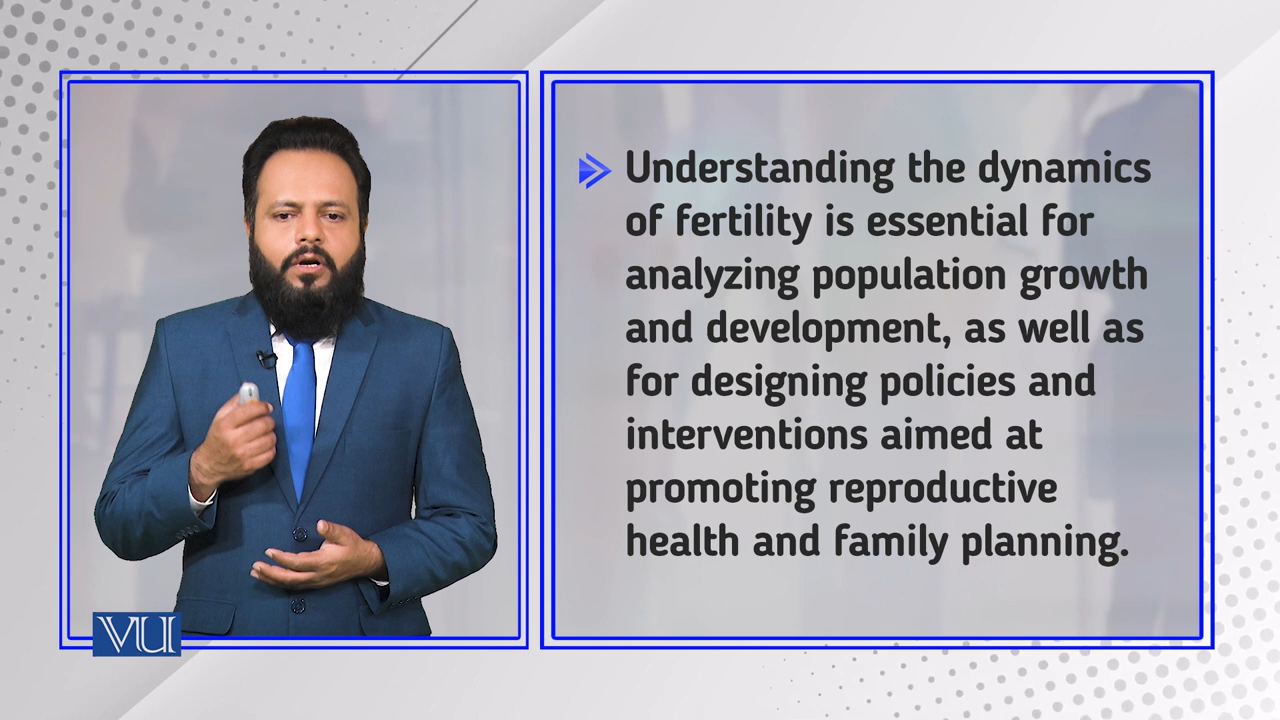 Understanding the dynamics
of fertility is essential for
analyzing population growth
and development, as well as
for designing policies and
interventions aimed at
promoting reproductive
health and family planning.
VU